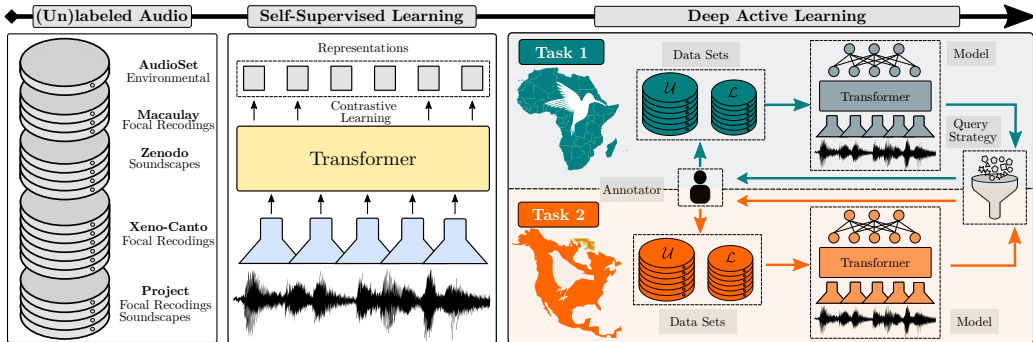 (Un)labeled Audio
Self-Supervised Learning
Deep Active Learning
AudioSet
Environmental
Macaulay
Focal Recodings
Zenodo
Soundscapes
Xeno-Canto
Focal Recordings
Project
Focal Recodings
Soundscapes
Representations
Contrastive
Learning
Transformer
Task 1
Data Sets
U
L
Model
Transformer
Query
Strategy
Annotator
Task 2
U
L
Data Sets
Transformer
Model